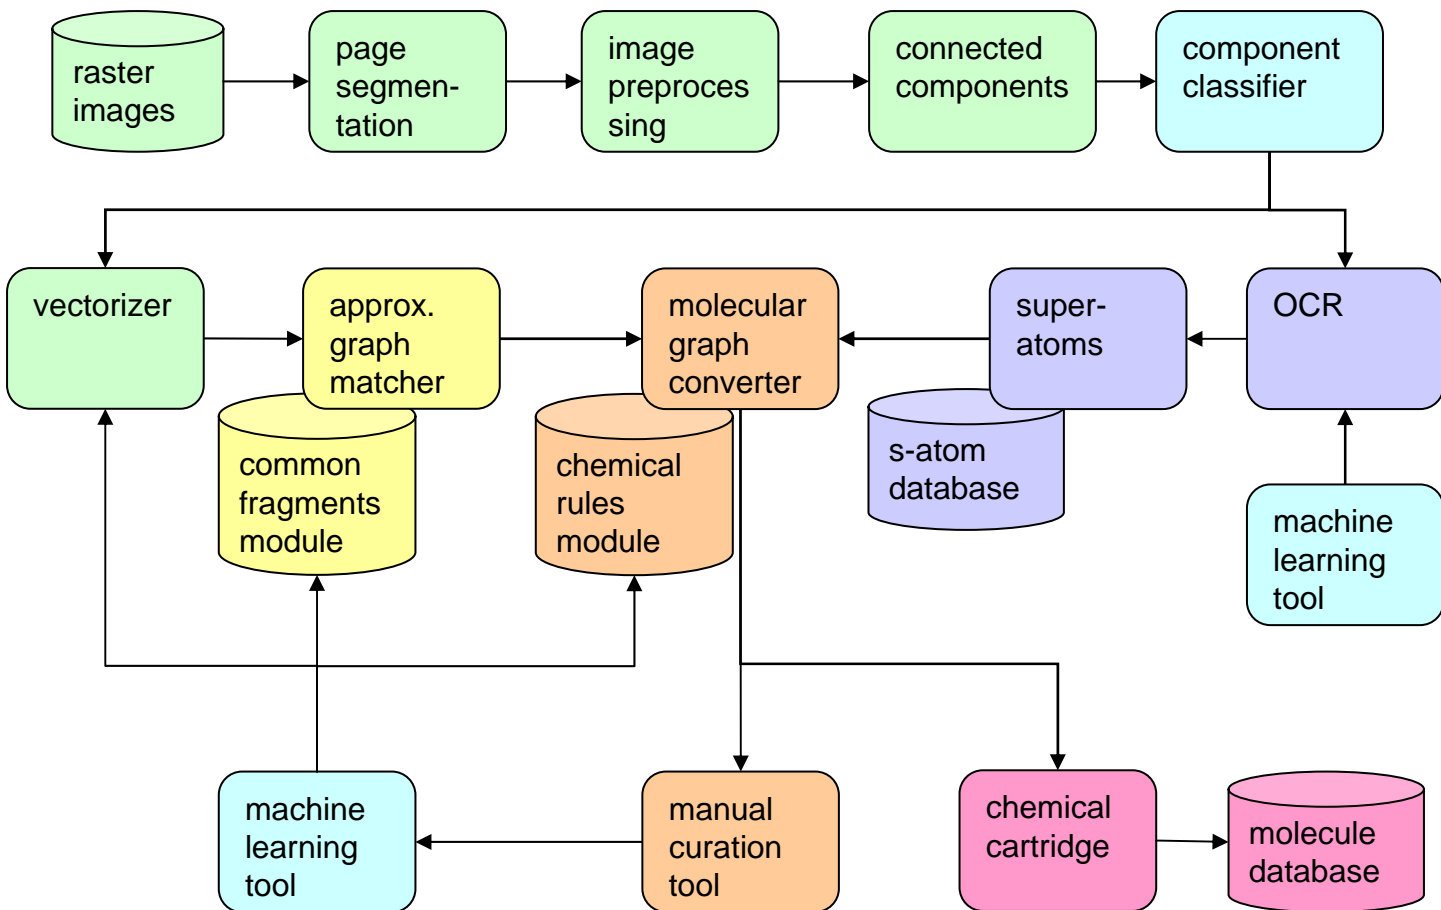 raster
images
page
segmen-
tation
image
preproces
sing
connected
components
component
classifier
vectorizer
approx.
graph
matcher
molecular
graph
converter
super-
atoms
OCR
common
fragments
module
chemical
rules
module
s-atom
database
machine
learning
tool
machine
learning
tool
manual
curation
tool
chemical
cartridge
molecule
database